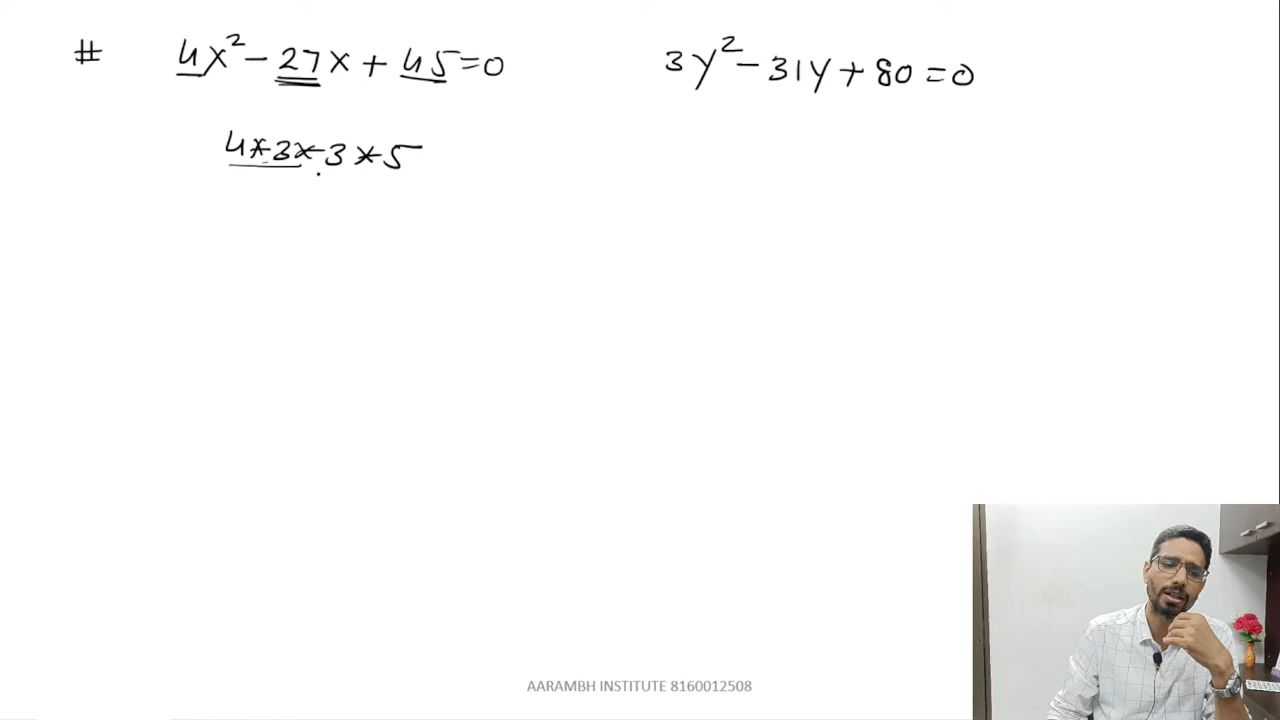 # 4x² - 27x + 45 = 0
3y² - 31y + 80 = 0
4*3*3*5
AARAMBH INSTITUTE 8160012508